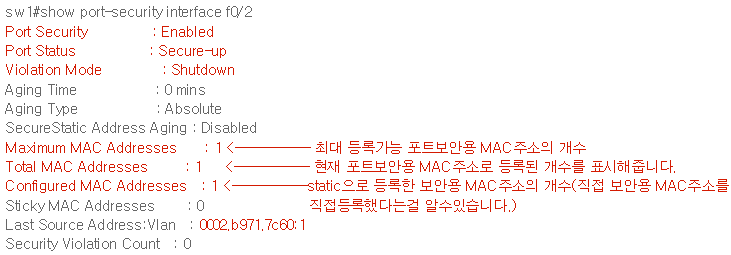 sw1#show port-security interface f0/2
Port Security : Enabled
Port Status : Secure-up
Violation Mode : Shutdown
Aging Time : 0 mins
Aging Type : Absolute
SecureStatic Address Aging : Disabled
Maximum MAC Addresses : 1 <───── 최대 등록가능 포트보안용 MAC주소의 개수
Total MAC Addresses : 1 <───── 현재 포트보안용 MAC주소로 등록된 개수를 표시해줍니다.
Configured MAC Addresses : 1 <───── static으로 등록한 보안용 MAC주소의 개수(직접 보안용 MAC주소를
Sticky MAC Addresses : 0 직접등록했다는걸 알수있습니다.)
Last Source Address:Vlan : 0002.b971.7c60:1
Security Violation Count : 0